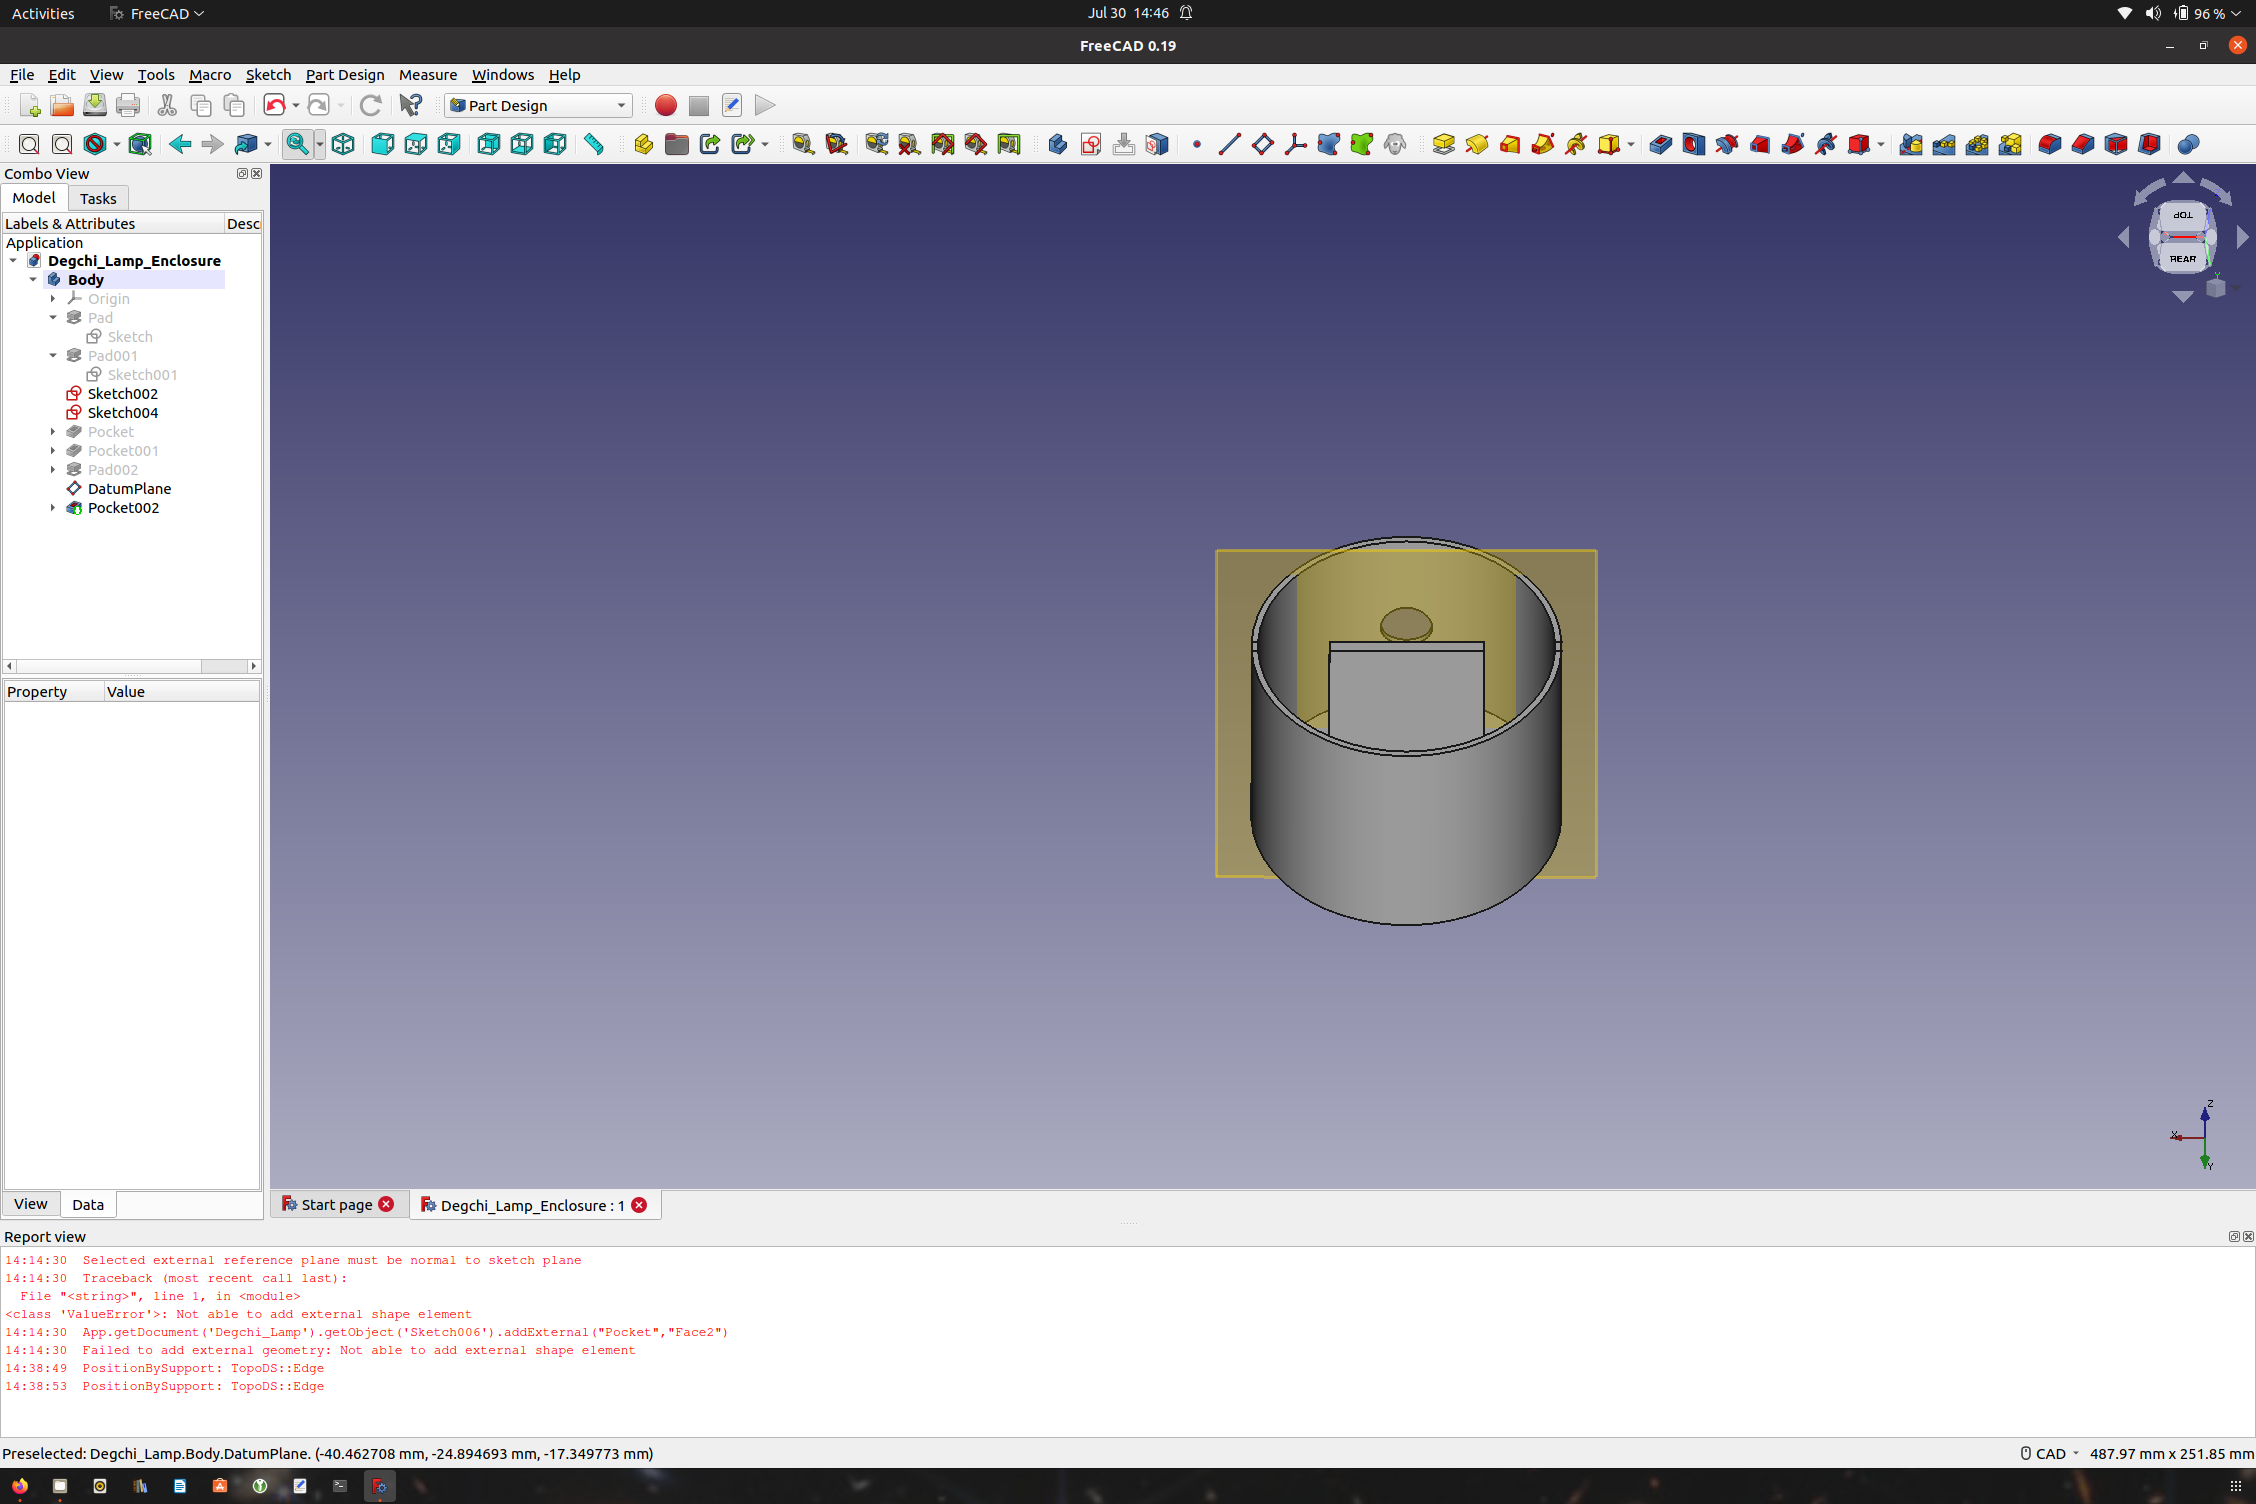 Activities
FreeCAD
Jul 30 14:46
96 %
FreeCAD 0.19
File Edit View Tools Macro Sketch Part Design Measure Windows Help
Part Design
Combo View
Model Tasks
Labels & Attributes Desc
Application
Degchi_Lamp_Enclosure
Body
Origin
Pad
Sketch
Pad001
Sketch001
Sketch002
Sketch004
Pocket
Pocket001
Pad002
DatumPlane
Pocket002
TOP
REAR
Y
Property Value
Z
X
Y
View Data
Start page
Degchi_Lamp_Enclosure : 1
Report view
14:14:30 Selected external reference plane must be normal to sketch plane
14:14:30 Traceback (most recent call last):
File "<string>", line 1, in <module>
<class 'ValueError'>: Not able to add external shape element
14:14:30 App.getDocument('Degchi_Lamp').getObject('Sketch006').addExternal("Pocket","Face2")
14:14:30 Failed to add external geometry: Not able to add external shape element
14:38:49 PositionBySupport: TopoDS::Edge
14:38:53 PositionBySupport: TopoDS::Edge
Preselected: Degchi_Lamp.Body.DatumPlane. (-40.462708 mm, -24.894693 mm, -17.349773 mm)
CAD
487.97 mm x 251.85 mm